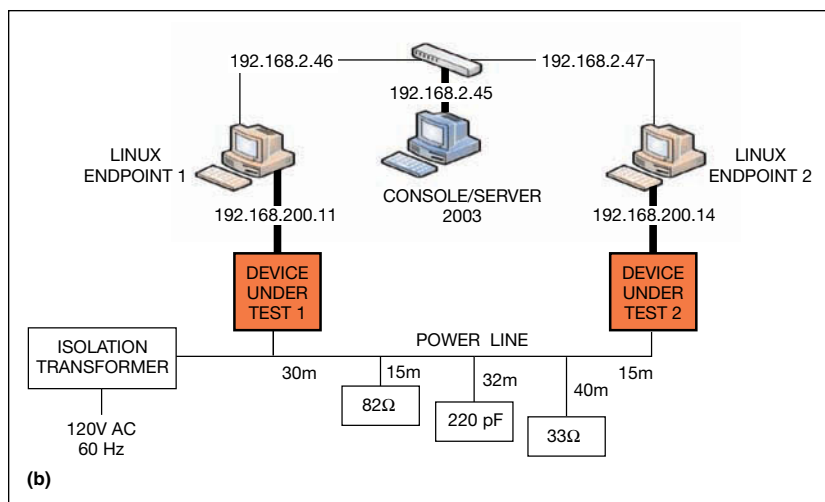 192.168.2.46
192.168.2.47
192.168.2.45
LINUX
ENDPOINT 1
CONSOLE/SERVER
2003
LINUX
ENDPOINT 2
192.168.200.11
192.168.200.14
DEVICE
UNDER
TEST 1
DEVICE
UNDER
TEST 2
ISOLATION
TRANSFORMER
POWER LINE
30m
15m
32m
40m
15m
82Ω
220 pF
33Ω
120V AC
60 Hz
(b)